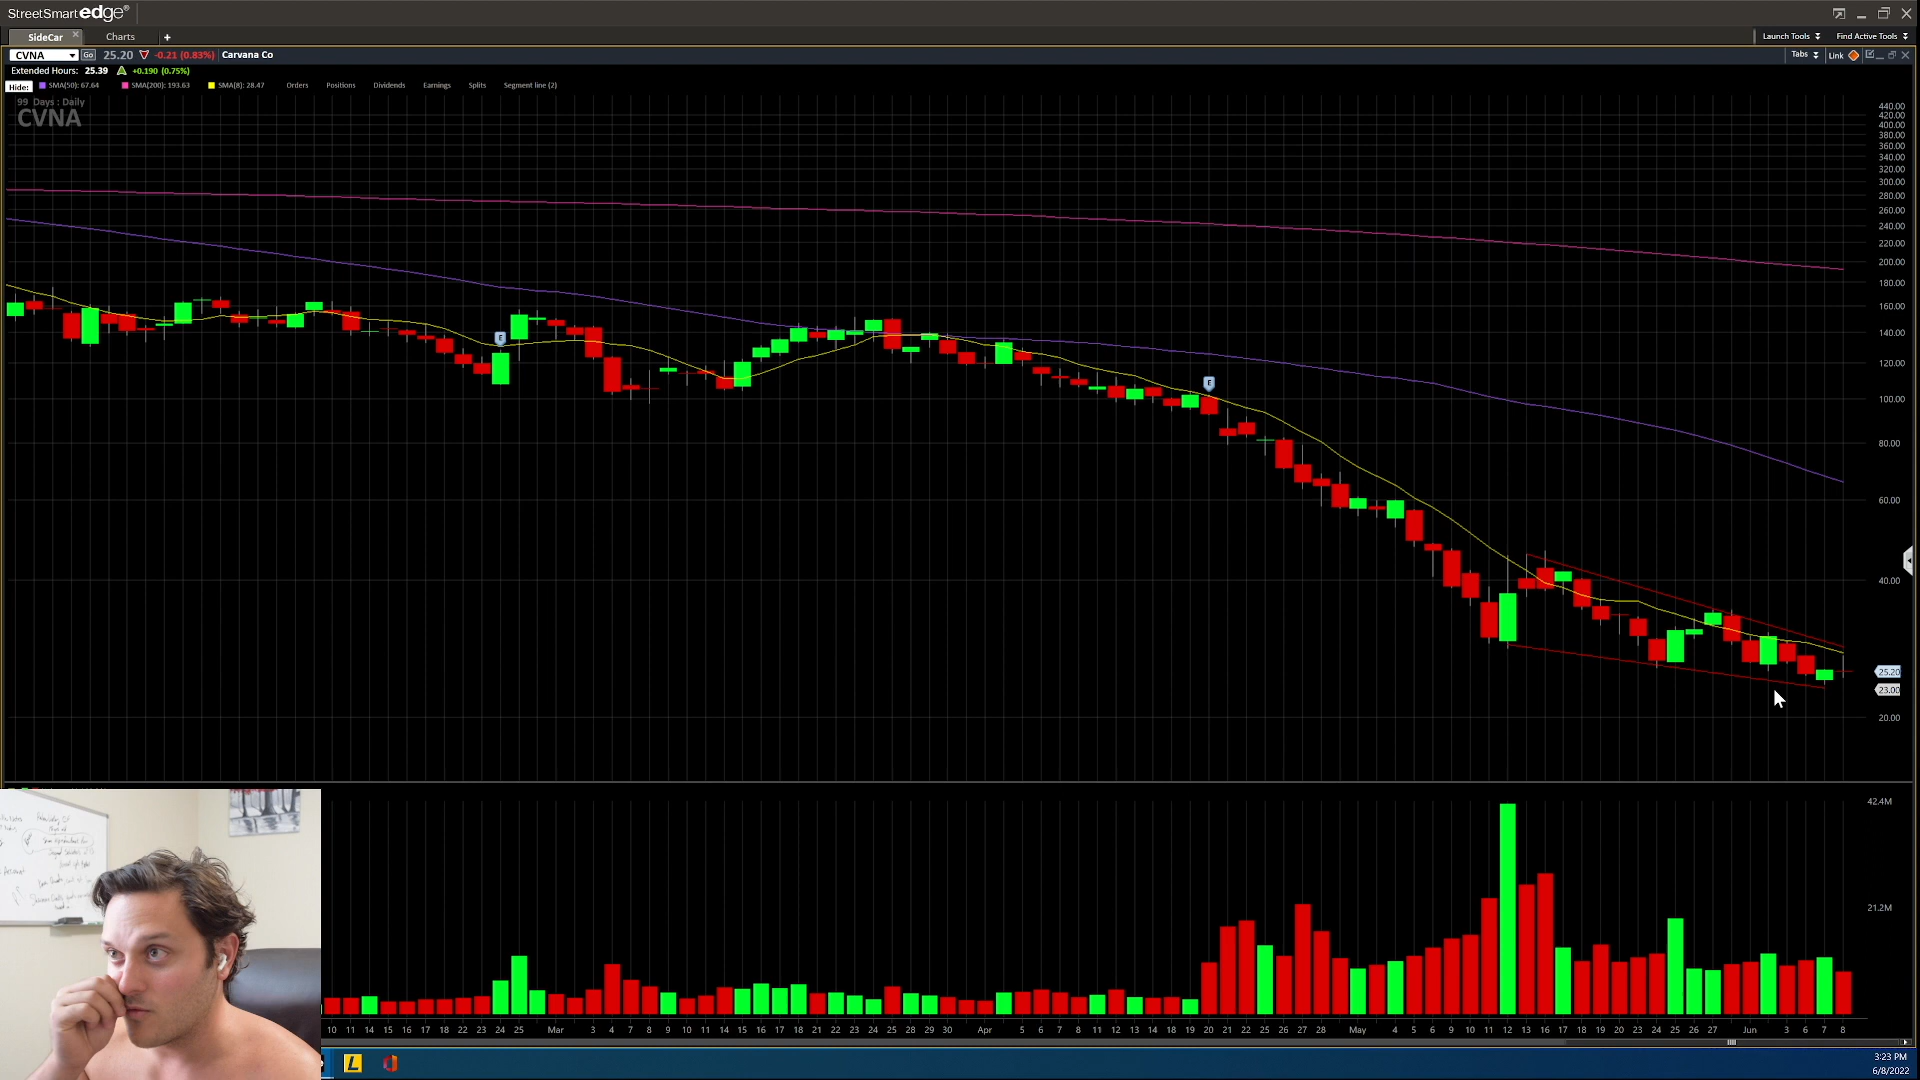 StreetSmartedge®
SideCar
Charts
+
Launch Tools
Find Active Tools
CVNA
Go
25.20
-0.21 (0.83%)
Carvana Co
Tabs
Link
Extended Hours: 25.39 +0.190 (0.75%)
Hide:
SMA(50): 67.64
SMA(200): 193.63
SMA(8): 28.47
Orders
Positions
Dividends
Earnings
Splits
Segment line (2)
99 Days : Daily
CVNA
440.00
420.00
400.00
380.00
360.00
340.00
320.00
300.00
280.00
260.00
240.00
220.00
200.00
180.00
160.00
140.00
120.00
100.00
80.00
60.00
40.00
25.20
23.00
20.00
E
E
42.4M
21.2M
10 11 14 15 16 17 18 22 23 24 25 Mar 3 4 7 8 9 10 11 14 15 16 17 18 21 22 23 24 25 28 29 30 Apr 5 6 7 8 11 12 13 14 18 19 20 21 22 25 26 27 28 May 4 5 6 9 10 11 12 13 16 17 18 19 20 23 24 25 26 27 Jun 3 6 7 8
L
3:23 PM
6/8/2022